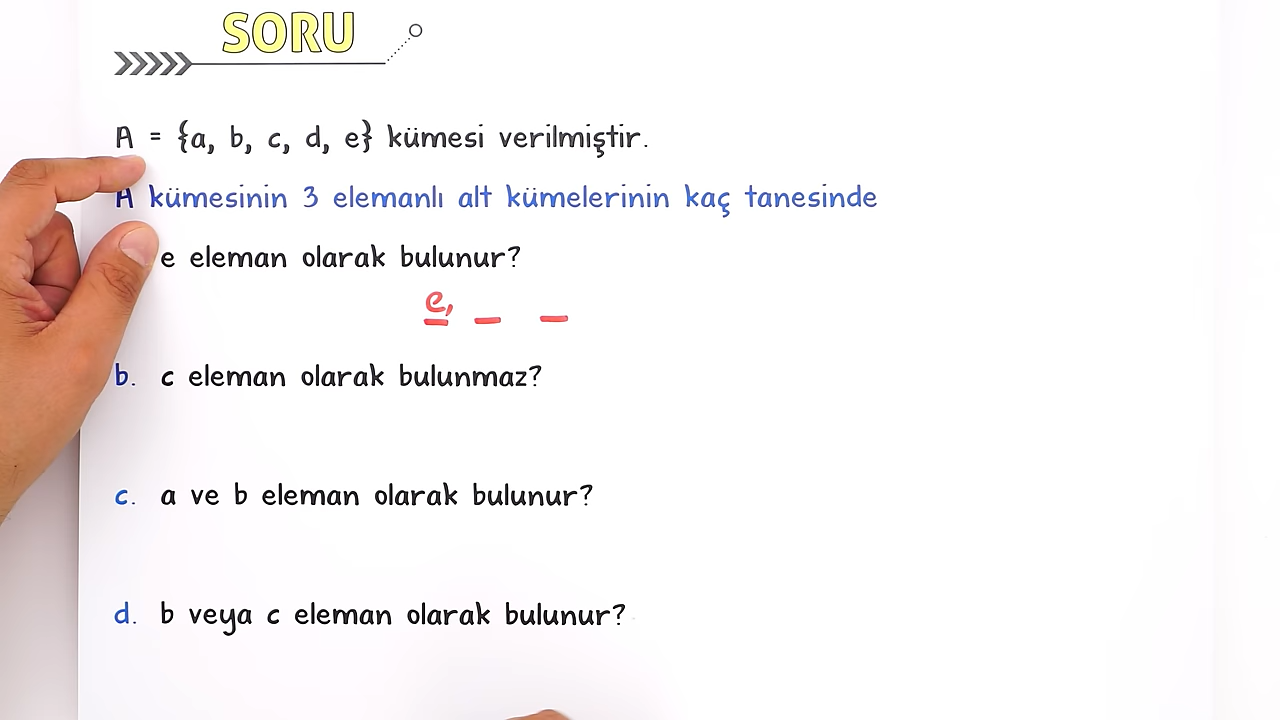 SORU
A = {a, b, c, d, e} kümesi verilmiştir.
A kümesinin 3 elemanlı alt kümelerinin kaç tanesinde
e eleman olarak bulunur?
e, _ _
b. c eleman olarak bulunmaz?
c. a ve b eleman olarak bulunur?
d. b veya c eleman olarak bulunur?